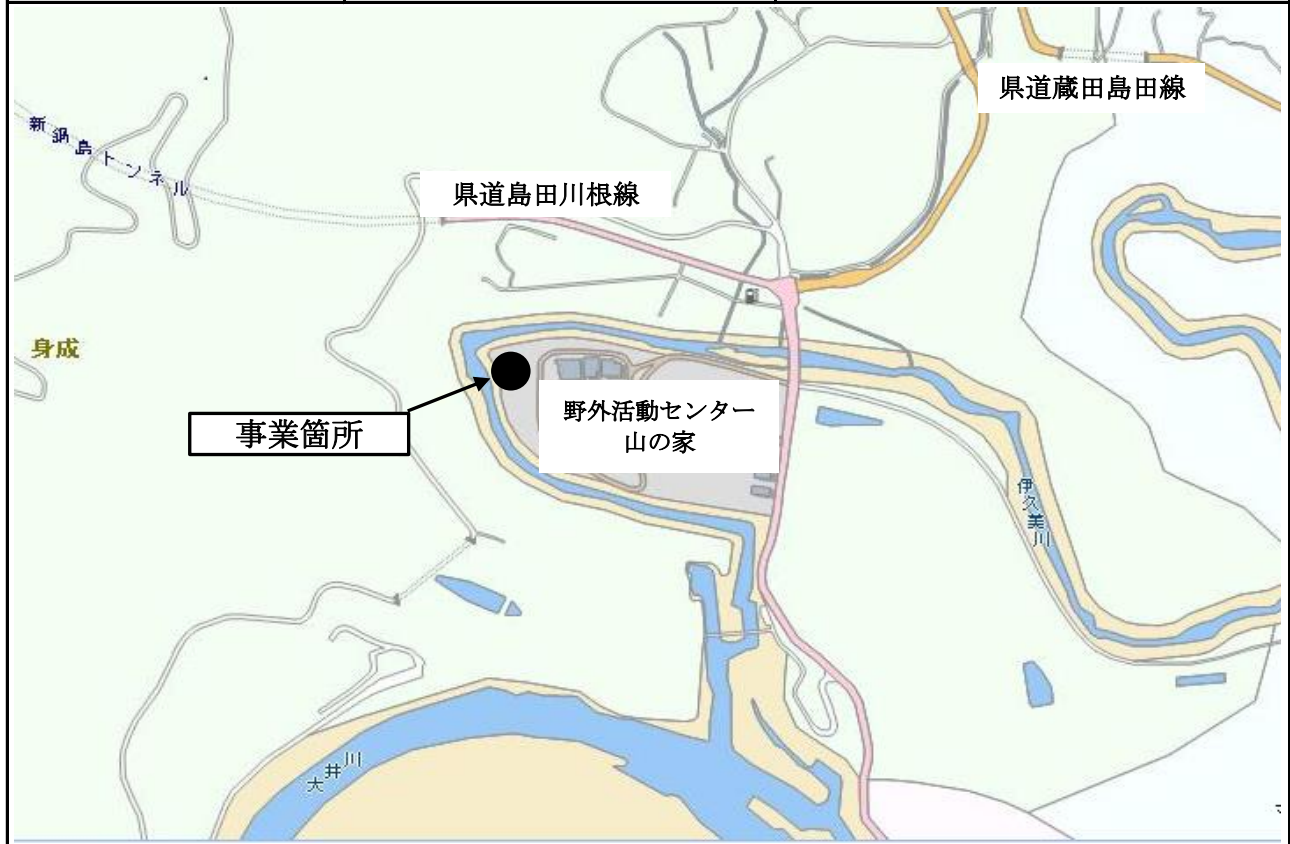 県道蔵田島田線
新鍋島トンネル
県道島田川根線
身成
事業箇所
野外活動センター
山の家
伊久美川
大井川